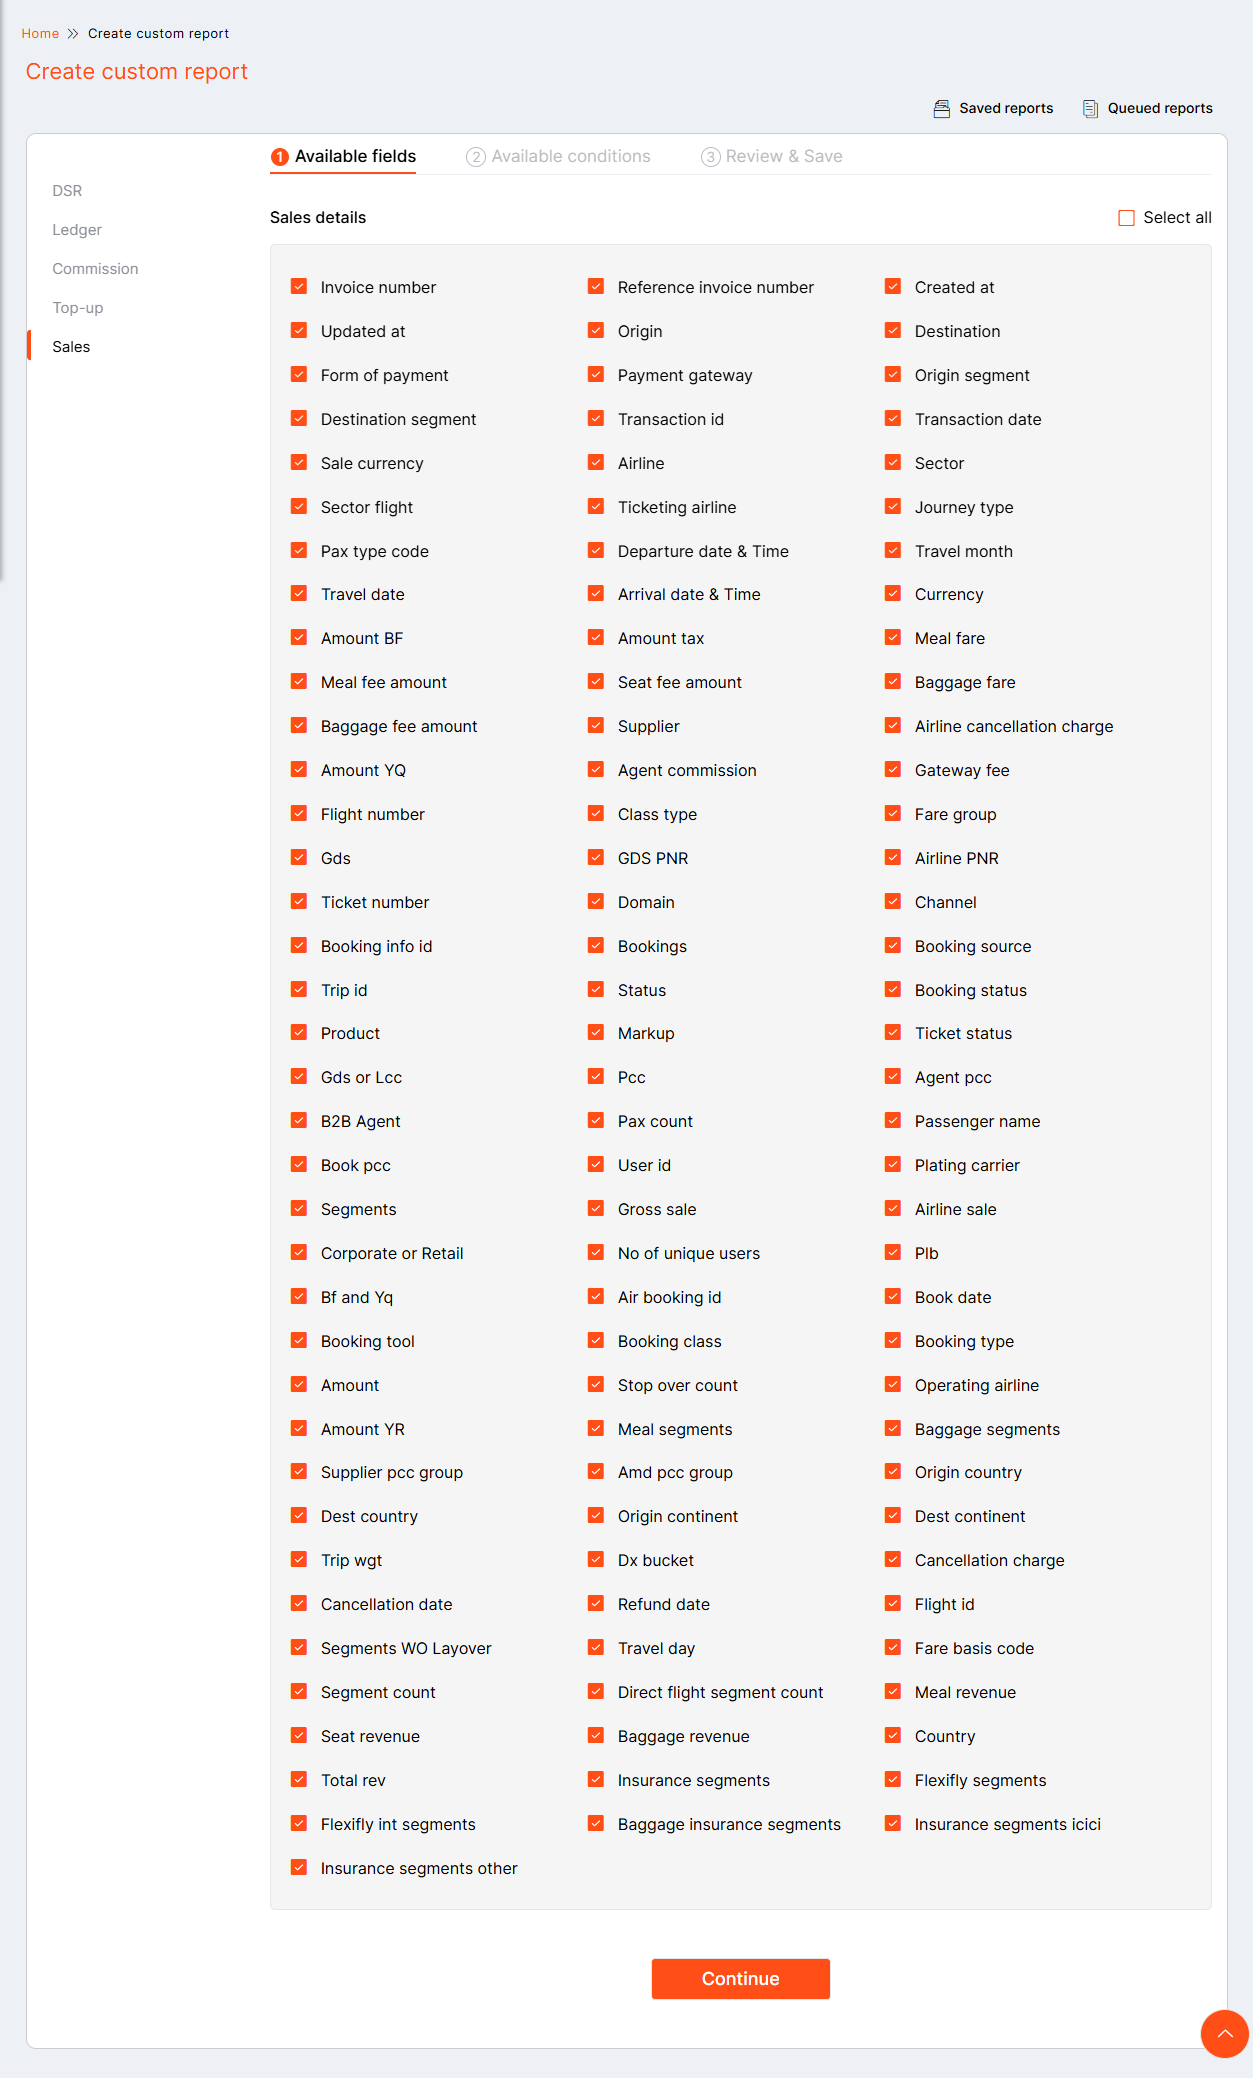 Home Create custom report
Create custom report
Saved reports Queued reports
1 Available fields 2 Available conditions 3 Review & Save
DSR
Ledger
Commission
Top-up
Sales
Sales details Select all
Invoice number Reference invoice number Created at
Updated at Origin Destination
Form of payment Payment gateway Origin segment
Destination segment Transaction id Transaction date
Sale currency Airline Sector
Sector flight Ticketing airline Journey type
Pax type code Departure date & Time Travel month
Travel date Arrival date & Time Currency
Amount BF Amount tax Meal fare
Meal fee amount Seat fee amount Baggage fare
Baggage fee amount Supplier Airline cancellation charge
Amount YQ Agent commission Gateway fee
Flight number Class type Fare group
Gds GDS PNR Airline PNR
Ticket number Domain Channel
Booking info id Bookings Booking source
Trip id Status Booking status
Product Markup Ticket status
Gds or Lcc Pcc Agent pcc
B2B Agent Pax count Passenger name
Book pcc User id Plating carrier
Segments Gross sale Airline sale
Corporate or Retail No of unique users Plb
Bf and Yq Air booking id Book date
Booking tool Booking class Booking type
Amount Stop over count Operating airline
Amount YR Meal segments Baggage segments
Supplier pcc group Amd pcc group Origin country
Dest country Origin continent Dest continent
Trip wgt Dx bucket Cancellation charge
Cancellation date Refund date Flight id
Segments WO Layover Travel day Fare basis code
Segment count Direct flight segment count Meal revenue
Seat revenue Baggage revenue Country
Total rev Insurance segments Flexifly segments
Flexifly int segments Baggage insurance segments Insurance segments icici
Insurance segments other
Continue